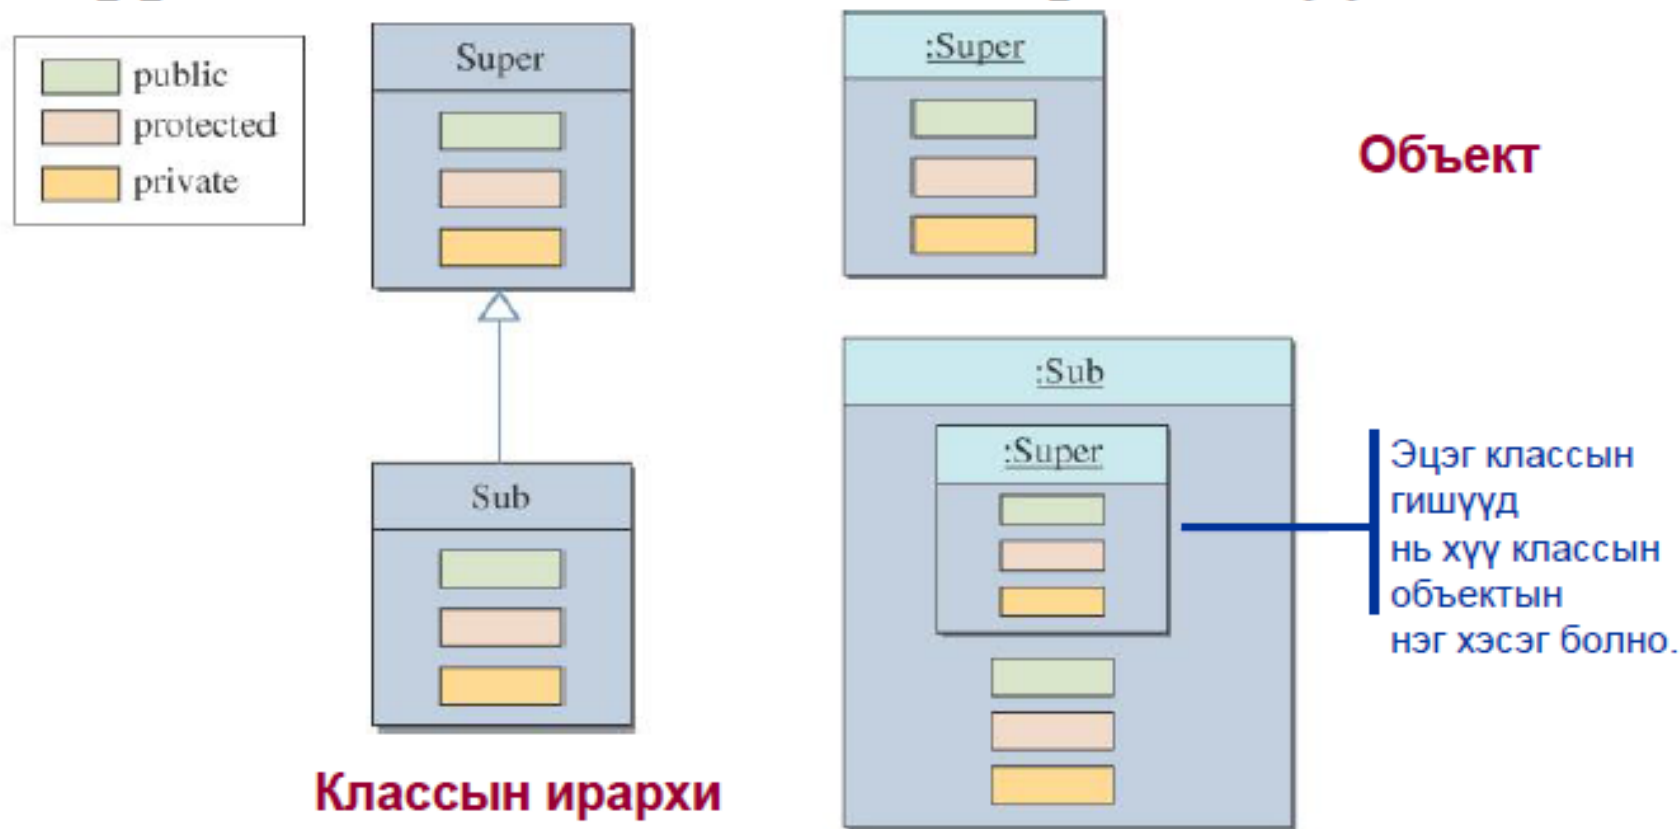 public
protected
private
Super
:Super
Объект
:Sub
:Super
Sub
Эцэг классын
гишүүд
нь хүү классын
объектын
нэг хэсэг болно.
Классын ирархи